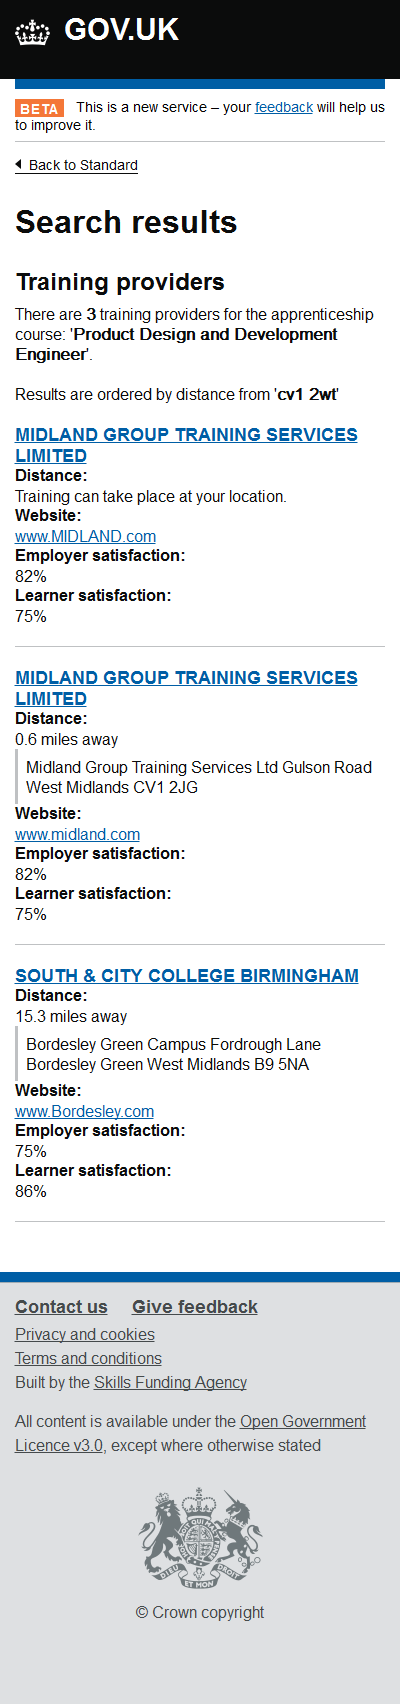 GOV.UK
BETA This is a new service – your feedback will help us
to improve it.
Back to Standard
Search results
Training providers
There are 3 training providers for the apprenticeship
course: 'Product Design and Development
Engineer'.
Results are ordered by distance from 'cv1 2wt'
MIDLAND GROUP TRAINING SERVICES
LIMITED
Distance:
Training can take place at your location.
Website:
www.MIDLAND.com
Employer satisfaction:
82%
Learner satisfaction:
75%
MIDLAND GROUP TRAINING SERVICES
LIMITED
Distance:
0.6 miles away
Midland Group Training Services Ltd Gulson Road
West Midlands CV1 2JG
Website:
www.midland.com
Employer satisfaction:
82%
Learner satisfaction:
75%
SOUTH & CITY COLLEGE BIRMINGHAM
Distance:
15.3 miles away
Bordesley Green Campus Fordrough Lane
Bordesley Green West Midlands B9 5NA
Website:
www.Bordesley.com
Employer satisfaction:
75%
Learner satisfaction:
86%
Contact us Give feedback
Privacy and cookies
Terms and conditions
Built by the Skills Funding Agency
All content is available under the Open Government
Licence v3.0, except where otherwise stated
DIEU ET MON DROIT
© Crown copyright